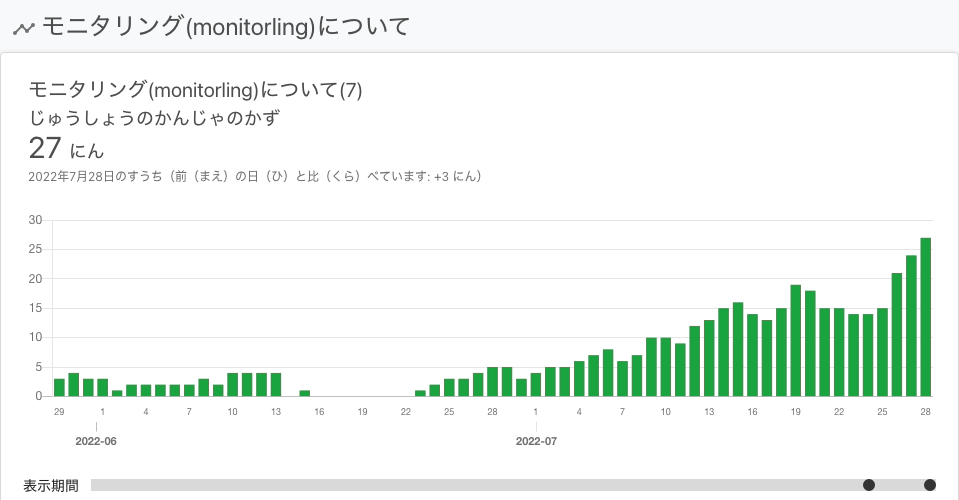 モニタリング(monitorling)について
モニタリング(monitorling)について(7)
じゅうしょうのかんじゃのかず
27 にん
2022年7月28日のすうち（前（まえ）の日（ひ）と比（くら）べています: +3 にん）
30
25
20
15
10
5
0
29 1 4 7 10 13 16 19 22 25 28 1 4 7 10 13 16 19 22 25 28
2022-06 2022-07
表示期間